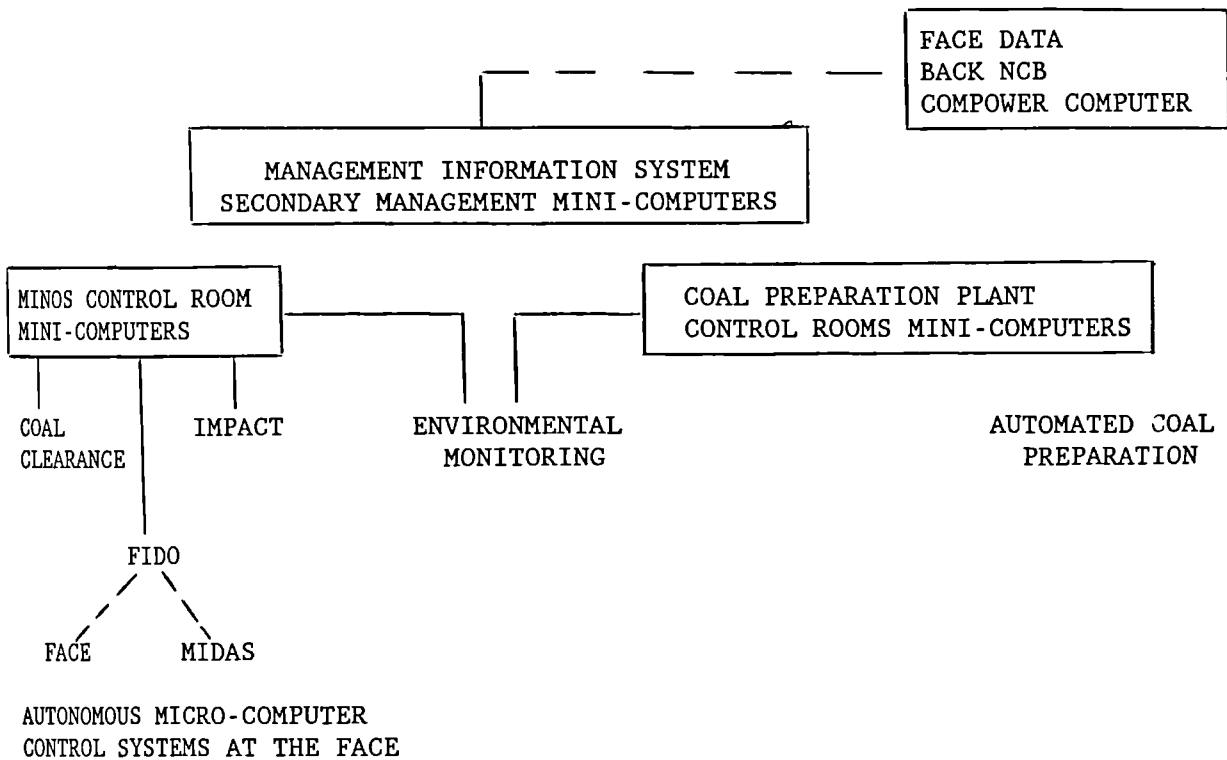 FACE DATA
BACK NCB
COMPOWER COMPUTER
MANAGEMENT INFORMATION SYSTEM
SECONDARY MANAGEMENT MINI-COMPUTERS
MINOS CONTROL ROOM
MINI-COMPUTERS
COAL PREPARATION PLANT
CONTROL ROOMS MINI-COMPUTERS
COAL
CLEARANCE
IMPACT
ENVIRONMENTAL
MONITORING
AUTOMATED COAL
PREPARATION
FIDO
FACE
MIDAS
AUTONOMOUS MICRO-COMPUTER
CONTROL SYSTEMS AT THE FACE